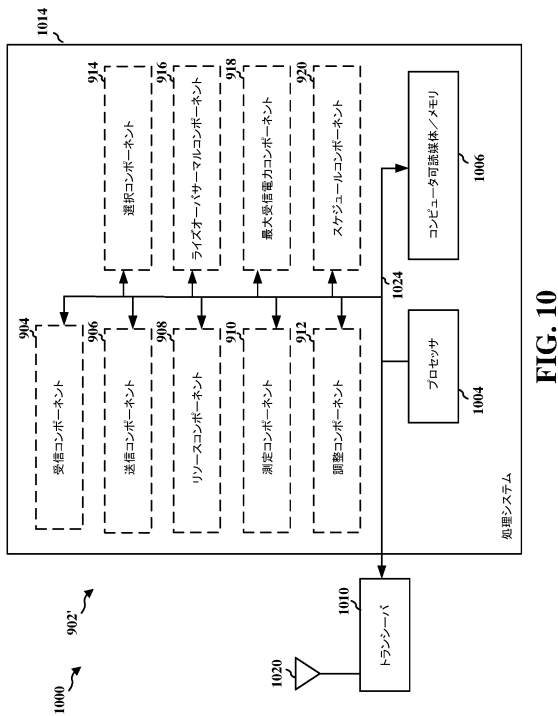 1000
902'
1014
904
受信コンポーネント
906
送信コンポーネント
908
リソースコンポーネント
910
測定コンポーネント
912
調整コンポーネント
914
選択コンポーネント
916
ライズオーバサーマルコンポーネント
918
最大受信電力コンポーネント
920
スケジュールコンポーネント
1024
プロセッサ
1004
コンピュータ可読媒体/メモリ
1006
処理システム
1020
1010
トランシーバ
FIG. 10